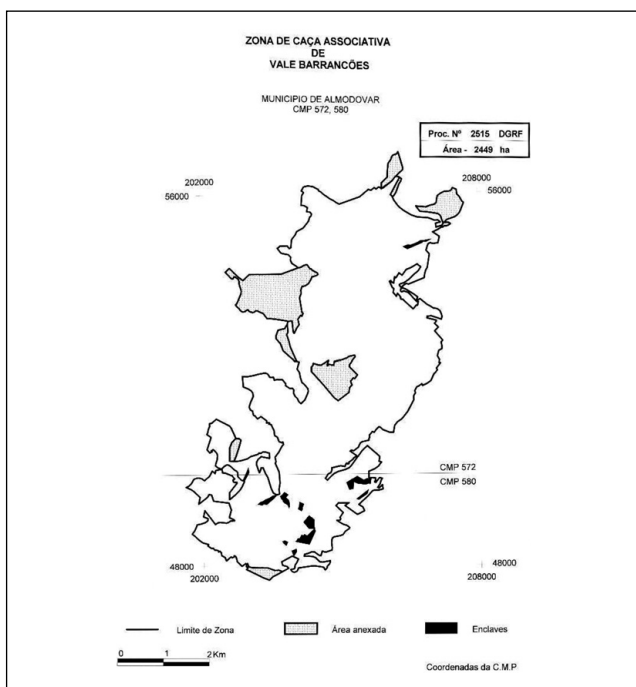 ZONA DE CAÇA ASSOCIATIVA
DE
VALE BARRANCÕES
MUNICIPIO DE ALMODOVAR
CMP 572, 580
Proc. Nº 2515 DGRF
Área - 2449 ha
202000
56000
208000
56000
CMP 572
CMP 580
48000
202000
48000
208000
Limite de Zona
Área anexada
Enclaves
0 1 2 Km
Coordenadas da C.M.P